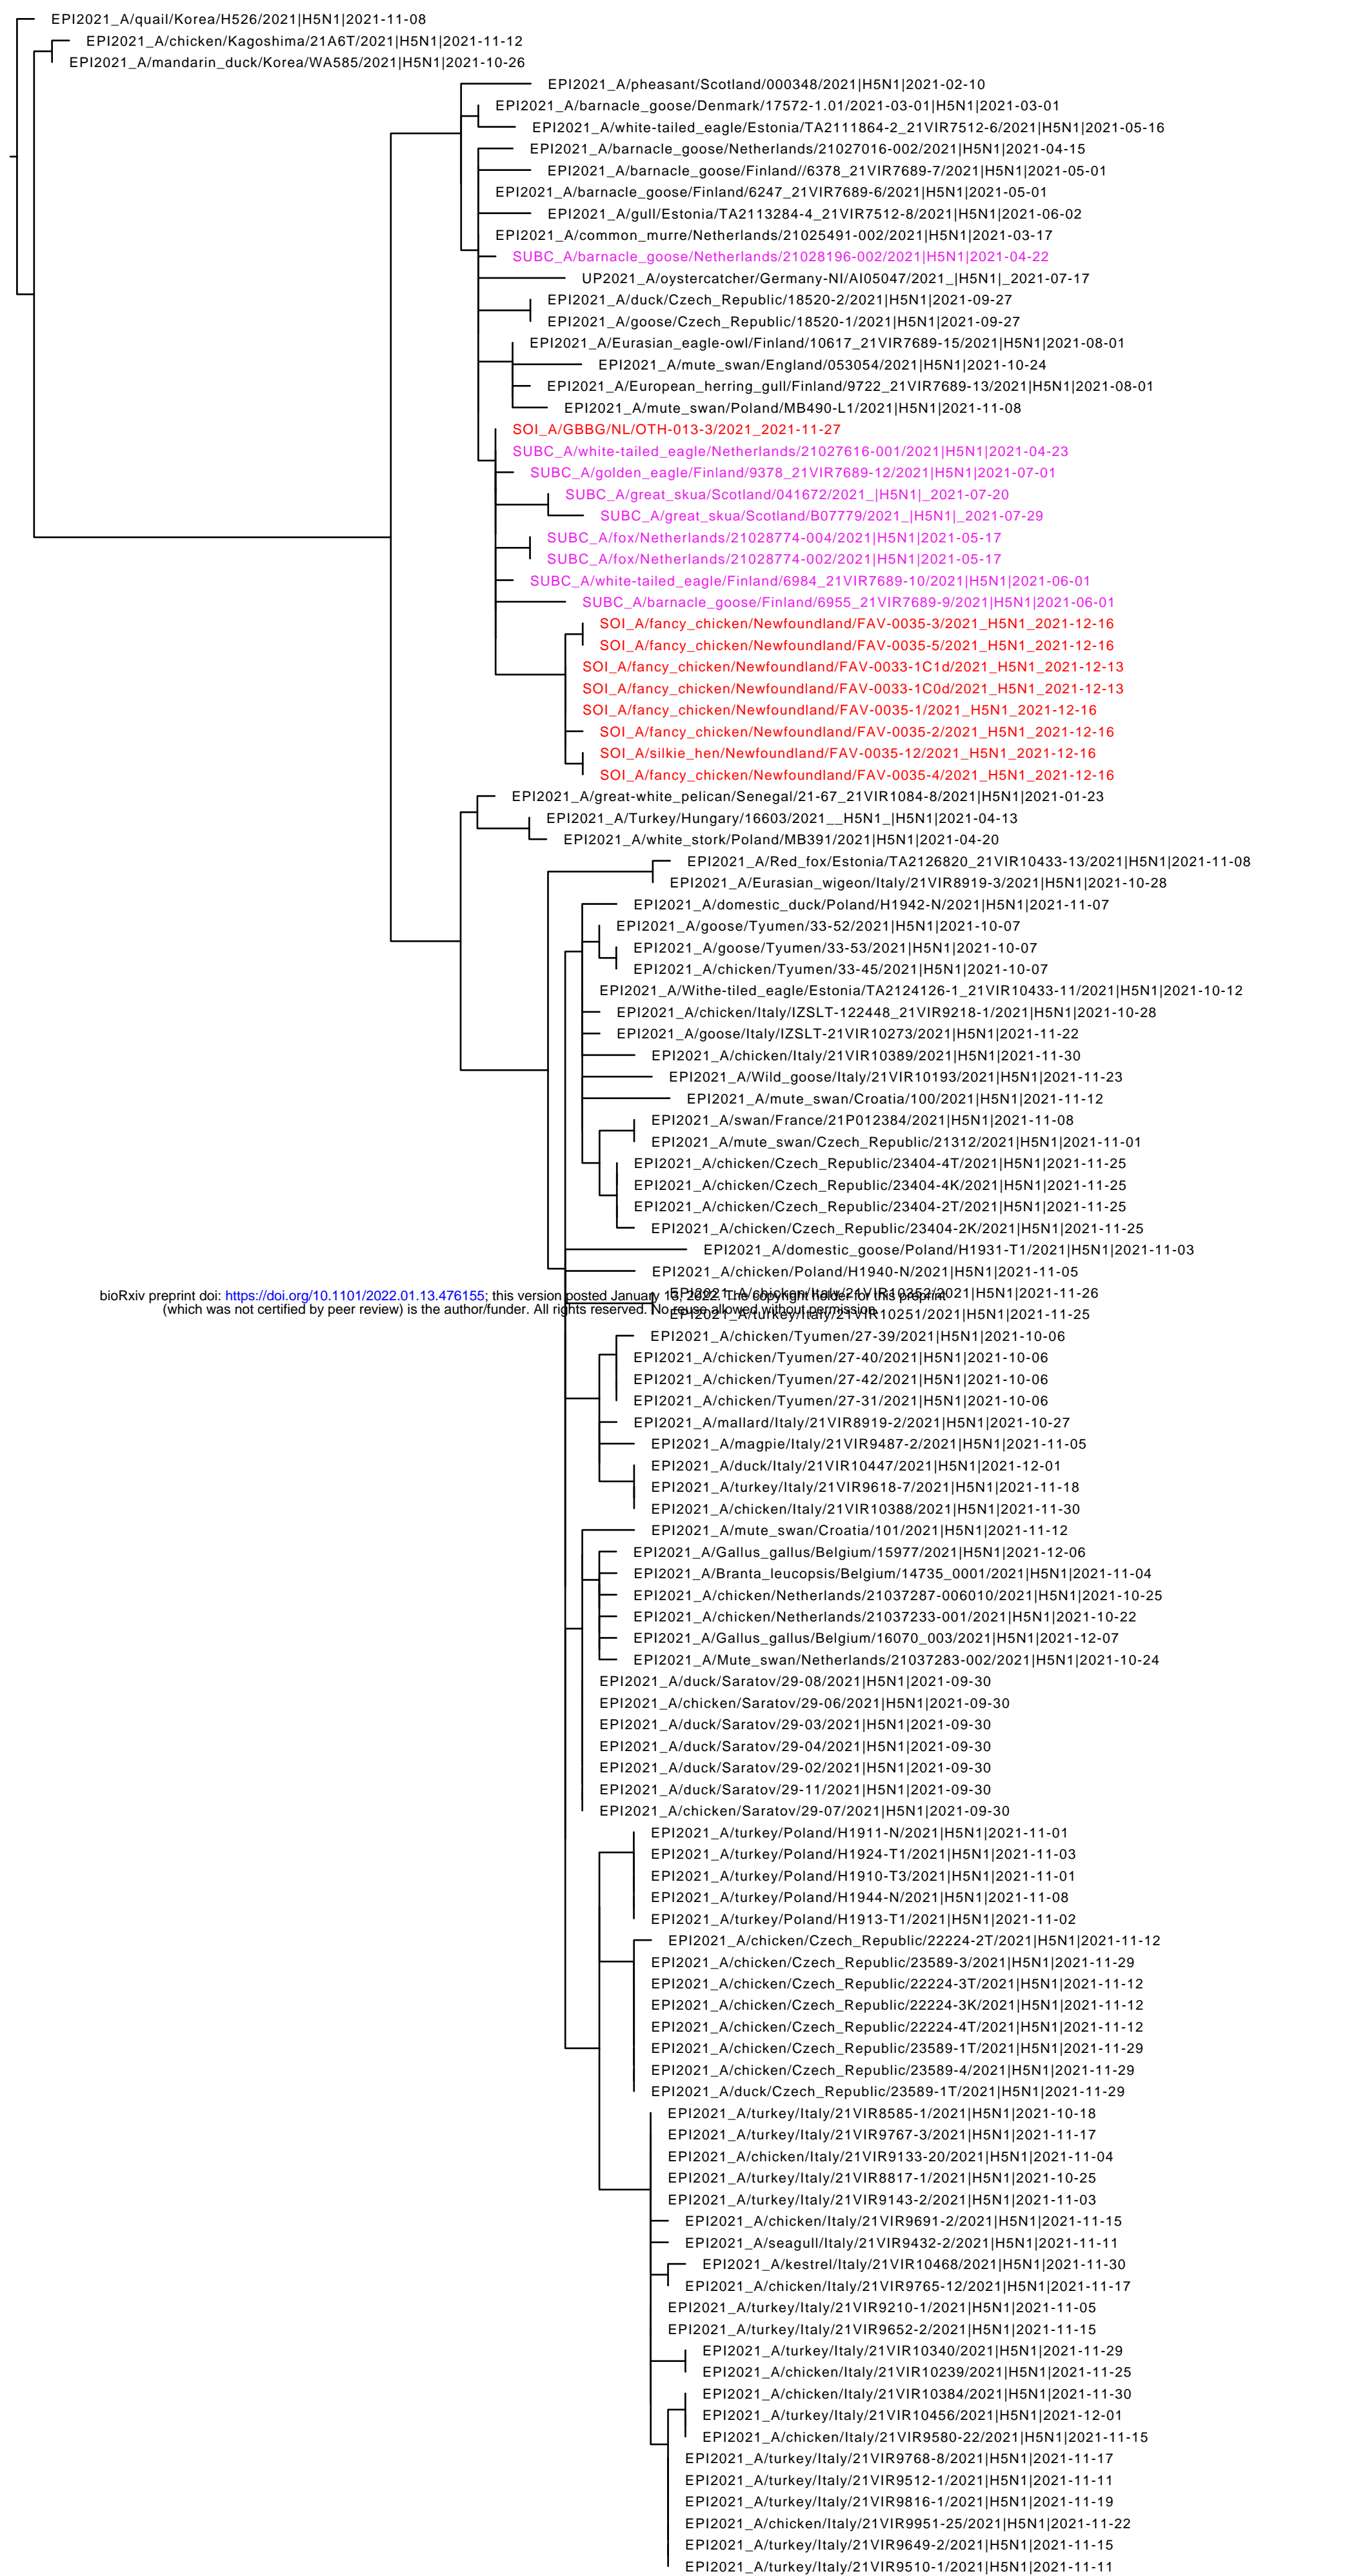 EPI2021_A/quail/Korea/H526/2021|H5N1|2021-11-08
EPI2021_A/chicken/Kagoshima/21A6T/2021|H5N1|2021-11-12
EPI2021_A/mandarin_duck/Korea/WA585/2021|H5N1|2021-10-26
EPI2021_A/pheasant/Scotland/000348/2021|H5N1|2021-02-10
EPI2021_A/barnacle_goose/Denmark/17572-1.01/2021-03-01|H5N1|2021-03-01
EPI2021_A/white-tailed_eagle/Estonia/TA2111864-2_21VIR7512-6/2021|H5N1|2021-05-16
EPI2021_A/barnacle_goose/Netherlands/21027016-002/2021|H5N1|2021-04-15
EPI2021_A/barnacle_goose/Finland//6378_21VIR7689-7/2021|H5N1|2021-05-01
EPI2021_A/barnacle_goose/Finland/6247_21VIR7689-6/2021|H5N1|2021-05-01
EPI2021_A/gull/Estonia/TA2113284-4_21VIR7512-8/2021|H5N1|2021-06-02
EPI2021_A/common_murre/Netherlands/21025491-002/2021|H5N1|2021-03-17
SUBC_A/barnacle_goose/Netherlands/21028196-002/2021|H5N1|2021-04-22
UP2021_A/oystercatcher/Germany-NI/AI05047/2021_|H5N1|_2021-07-17
EPI2021_A/duck/Czech_Republic/18520-2/2021|H5N1|2021-09-27
EPI2021_A/goose/Czech_Republic/18520-1/2021|H5N1|2021-09-27
EPI2021_A/Eurasian_eagle-owl/Finland/10617_21VIR7689-15/2021|H5N1|2021-08-01
EPI2021_A/mute_swan/England/053054/2021|H5N1|2021-10-24
EPI2021_A/European_herring_gull/Finland/9722_21VIR7689-13/2021|H5N1|2021-08-01
EPI2021_A/mute_swan/Poland/MB490-L1/2021|H5N1|2021-11-08
SOI_A/GBBG/NL/OTH-013-3/2021_2021-11-27
SUBC_A/white-tailed_eagle/Netherlands/21027616-001/2021|H5N1|2021-04-23
SUBC_A/golden_eagle/Finland/9378_21VIR7689-12/2021|H5N1|2021-07-01
SUBC_A/great_skua/Scotland/041672/2021_|H5N1|_2021-07-20
SUBC_A/great_skua/Scotland/B07779/2021_|H5N1|_2021-07-29
SUBC_A/fox/Netherlands/21028774-004/2021|H5N1|2021-05-17
SUBC_A/fox/Netherlands/21028774-002/2021|H5N1|2021-05-17
SUBC_A/white-tailed_eagle/Finland/6984_21VIR7689-10/2021|H5N1|2021-06-01
SUBC_A/barnacle_goose/Finland/6955_21VIR7689-9/2021|H5N1|2021-06-01
SOI_A/fancy_chicken/Newfoundland/FAV-0035-3/2021_H5N1_2021-12-16
SOI_A/fancy_chicken/Newfoundland/FAV-0035-5/2021_H5N1_2021-12-16
SOI_A/fancy_chicken/Newfoundland/FAV-0033-1C1d/2021_H5N1_2021-12-13
SOI_A/fancy_chicken/Newfoundland/FAV-0033-1C0d/2021_H5N1_2021-12-13
SOI_A/fancy_chicken/Newfoundland/FAV-0035-1/2021_H5N1_2021-12-16
SOI_A/fancy_chicken/Newfoundland/FAV-0035-2/2021_H5N1_2021-12-16
SOI_A/silkie_hen/Newfoundland/FAV-0035-12/2021_H5N1_2021-12-16
SOI_A/fancy_chicken/Newfoundland/FAV-0035-4/2021_H5N1_2021-12-16
EPI2021_A/great-white_pelican/Senegal/21-67_21VIR1084-8/2021|H5N1|2021-01-23
EPI2021_A/Turkey/Hungary/16603/2021__H5N1_|H5N1|2021-04-13
EPI2021_A/white_stork/Poland/MB391/2021|H5N1|2021-04-20
EPI2021_A/Red_fox/Estonia/TA2126820_21VIR10433-13/2021|H5N1|2021-11-08
EPI2021_A/Eurasian_wigeon/Italy/21VIR8919-3/2021|H5N1|2021-10-28
EPI2021_A/domestic_duck/Poland/H1942-N/2021|H5N1|2021-11-07
EPI2021_A/goose/Tyumen/33-52/2021|H5N1|2021-10-07
EPI2021_A/goose/Tyumen/33-53/2021|H5N1|2021-10-07
EPI2021_A/chicken/Tyumen/33-45/2021|H5N1|2021-10-07
EPI2021_A/Withe-tiled_eagle/Estonia/TA2124126-1_21VIR10433-11/2021|H5N1|2021-10-12
EPI2021_A/chicken/Italy/IZSLT-122448_21VIR9218-1/2021|H5N1|2021-10-28
EPI2021_A/goose/Italy/IZSLT-21VIR10273/2021|H5N1|2021-11-22
EPI2021_A/chicken/Italy/21VIR10389/2021|H5N1|2021-11-30
EPI2021_A/Wild_goose/Italy/21VIR10193/2021|H5N1|2021-11-23
EPI2021_A/mute_swan/Croatia/100/2021|H5N1|2021-11-12
EPI2021_A/swan/France/21P012384/2021|H5N1|2021-11-08
EPI2021_A/mute_swan/Czech_Republic/21312/2021|H5N1|2021-11-01
EPI2021_A/chicken/Czech_Republic/23404-4T/2021|H5N1|2021-11-25
EPI2021_A/chicken/Czech_Republic/23404-4K/2021|H5N1|2021-11-25
EPI2021_A/chicken/Czech_Republic/23404-2T/2021|H5N1|2021-11-25
EPI2021_A/chicken/Czech_Republic/23404-2K/2021|H5N1|2021-11-25
EPI2021_A/domestic_goose/Poland/H1931-T1/2021|H5N1|2021-11-03
EPI2021_A/chicken/Poland/H1940-N/2021|H5N1|2021-11-05
EPI2021_A/chicken/Italy/21VIR10352/2021|H5N1|2021-11-26
bioRxiv preprint doi: https://doi.org/10.1101/2022.01.13.476155; this version posted January 13, 2022. The copyright holder for this preprint
(which was not certified by peer review) is the author/funder. All rights reserved. No reuse allowed without permission.
EPI2021_A/turkey/Italy/21VIR10251/2021|H5N1|2021-11-25
EPI2021_A/chicken/Tyumen/27-39/2021|H5N1|2021-10-06
EPI2021_A/chicken/Tyumen/27-40/2021|H5N1|2021-10-06
EPI2021_A/chicken/Tyumen/27-42/2021|H5N1|2021-10-06
EPI2021_A/chicken/Tyumen/27-31/2021|H5N1|2021-10-06
EPI2021_A/mallard/Italy/21VIR8919-2/2021|H5N1|2021-10-27
EPI2021_A/magpie/Italy/21VIR9487-2/2021|H5N1|2021-11-05
EPI2021_A/duck/Italy/21VIR10447/2021|H5N1|2021-12-01
EPI2021_A/turkey/Italy/21VIR9618-7/2021|H5N1|2021-11-18
EPI2021_A/chicken/Italy/21VIR10388/2021|H5N1|2021-11-30
EPI2021_A/mute_swan/Croatia/101/2021|H5N1|2021-11-12
EPI2021_A/Gallus_gallus/Belgium/15977/2021|H5N1|2021-12-06
EPI2021_A/Branta_leucopsis/Belgium/14735_0001/2021|H5N1|2021-11-04
EPI2021_A/chicken/Netherlands/21037287-006010/2021|H5N1|2021-10-25
EPI2021_A/chicken/Netherlands/21037233-001/2021|H5N1|2021-10-22
EPI2021_A/Gallus_gallus/Belgium/16070_003/2021|H5N1|2021-12-07
EPI2021_A/Mute_swan/Netherlands/21037283-002/2021|H5N1|2021-10-24
EPI2021_A/duck/Saratov/29-08/2021|H5N1|2021-09-30
EPI2021_A/chicken/Saratov/29-06/2021|H5N1|2021-09-30
EPI2021_A/duck/Saratov/29-03/2021|H5N1|2021-09-30
EPI2021_A/duck/Saratov/29-04/2021|H5N1|2021-09-30
EPI2021_A/duck/Saratov/29-02/2021|H5N1|2021-09-30
EPI2021_A/duck/Saratov/29-11/2021|H5N1|2021-09-30
EPI2021_A/chicken/Saratov/29-07/2021|H5N1|2021-09-30
EPI2021_A/turkey/Poland/H1911-N/2021|H5N1|2021-11-01
EPI2021_A/turkey/Poland/H1924-T1/2021|H5N1|2021-11-03
EPI2021_A/turkey/Poland/H1910-T3/2021|H5N1|2021-11-01
EPI2021_A/turkey/Poland/H1944-N/2021|H5N1|2021-11-08
EPI2021_A/turkey/Poland/H1913-T1/2021|H5N1|2021-11-02
EPI2021_A/chicken/Czech_Republic/22224-2T/2021|H5N1|2021-11-12
EPI2021_A/chicken/Czech_Republic/23589-3/2021|H5N1|2021-11-29
EPI2021_A/chicken/Czech_Republic/22224-3T/2021|H5N1|2021-11-12
EPI2021_A/chicken/Czech_Republic/22224-3K/2021|H5N1|2021-11-12
EPI2021_A/chicken/Czech_Republic/22224-4T/2021|H5N1|2021-11-12
EPI2021_A/chicken/Czech_Republic/23589-1T/2021|H5N1|2021-11-29
EPI2021_A/chicken/Czech_Republic/23589-4/2021|H5N1|2021-11-29
EPI2021_A/duck/Czech_Republic/23589-1T/2021|H5N1|2021-11-29
EPI2021_A/turkey/Italy/21VIR8585-1/2021|H5N1|2021-10-18
EPI2021_A/turkey/Italy/21VIR9767-3/2021|H5N1|2021-11-17
EPI2021_A/chicken/Italy/21VIR9133-20/2021|H5N1|2021-11-04
EPI2021_A/turkey/Italy/21VIR8817-1/2021|H5N1|2021-10-25
EPI2021_A/turkey/Italy/21VIR9143-2/2021|H5N1|2021-11-03
EPI2021_A/chicken/Italy/21VIR9691-2/2021|H5N1|2021-11-15
EPI2021_A/seagull/Italy/21VIR9432-2/2021|H5N1|2021-11-11
EPI2021_A/kestrel/Italy/21VIR10468/2021|H5N1|2021-11-30
EPI2021_A/chicken/Italy/21VIR9765-12/2021|H5N1|2021-11-17
EPI2021_A/turkey/Italy/21VIR9210-1/2021|H5N1|2021-11-05
EPI2021_A/turkey/Italy/21VIR9652-2/2021|H5N1|2021-11-15
EPI2021_A/turkey/Italy/21VIR10340/2021|H5N1|2021-11-29
EPI2021_A/chicken/Italy/21VIR10239/2021|H5N1|2021-11-25
EPI2021_A/chicken/Italy/21VIR10384/2021|H5N1|2021-11-30
EPI2021_A/turkey/Italy/21VIR10456/2021|H5N1|2021-12-01
EPI2021_A/chicken/Italy/21VIR9580-22/2021|H5N1|2021-11-15
EPI2021_A/turkey/Italy/21VIR9768-8/2021|H5N1|2021-11-17
EPI2021_A/turkey/Italy/21VIR9512-1/2021|H5N1|2021-11-11
EPI2021_A/turkey/Italy/21VIR9816-1/2021|H5N1|2021-11-19
EPI2021_A/chicken/Italy/21VIR9951-25/2021|H5N1|2021-11-22
EPI2021_A/turkey/Italy/21VIR9649-2/2021|H5N1|2021-11-15
EPI2021_A/turkey/Italy/21VIR9510-1/2021|H5N1|2021-11-11